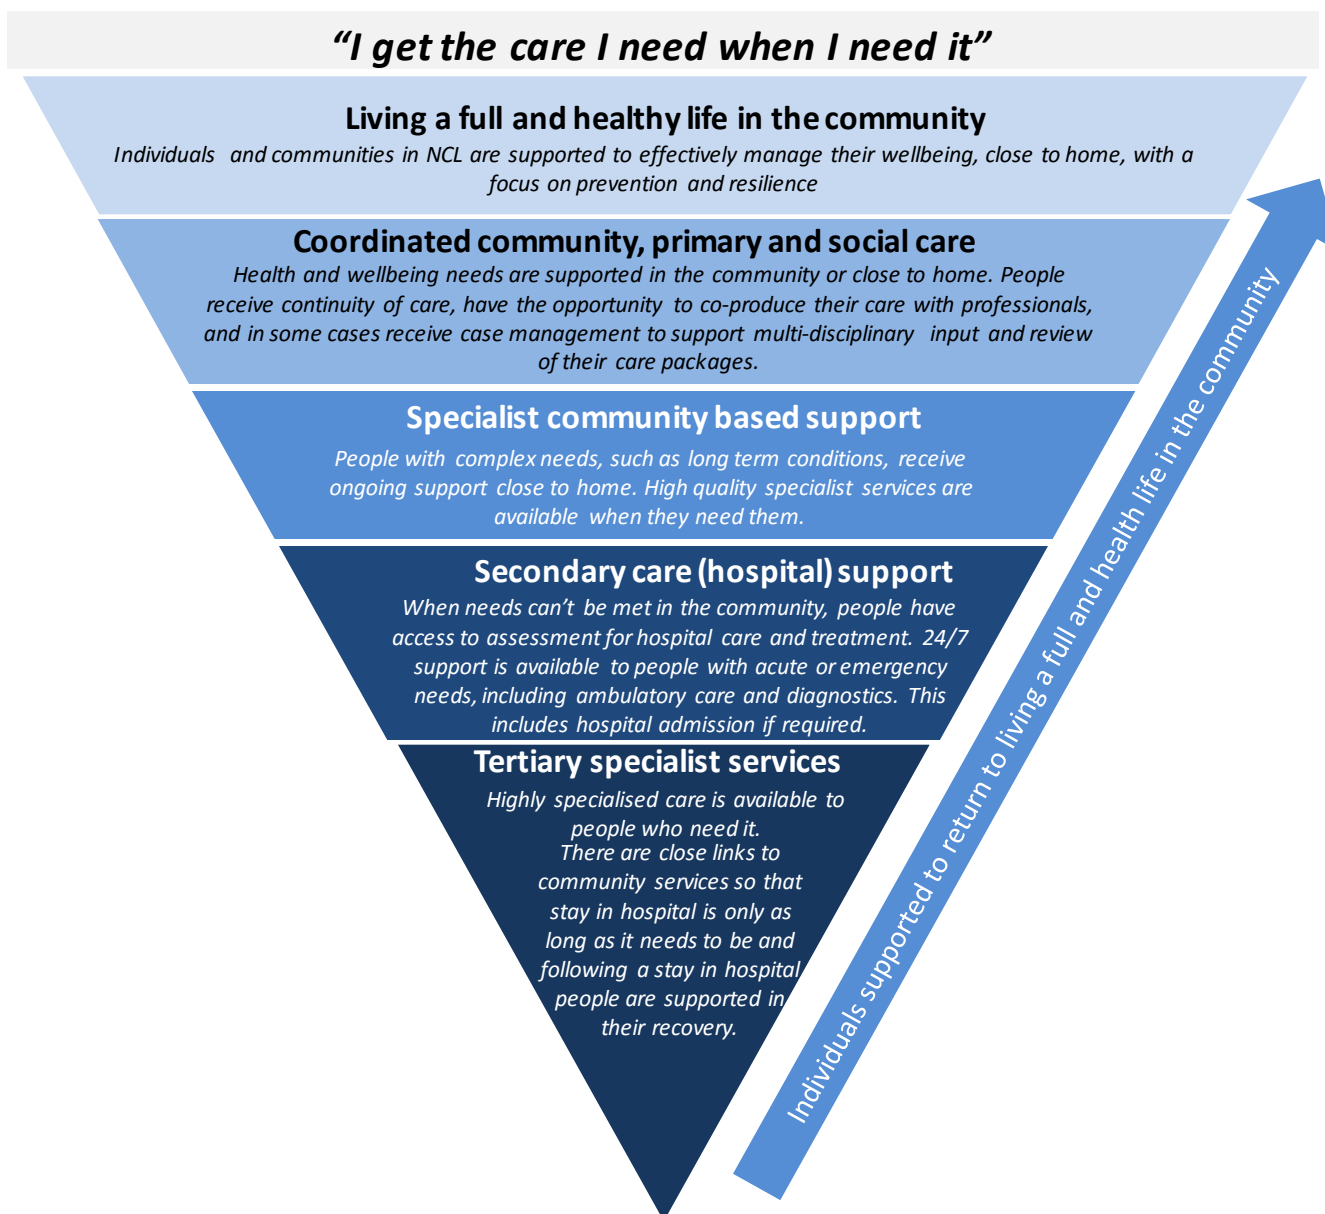 “I get the care I need when I need it”
Living a full and healthy life in the community
Individuals and communities in NCL are supported to effectively manage their wellbeing, close to home, with a
focus on prevention and resilience
Coordinated community, primary and social care
Health and wellbeing needs are supported in the community or close to home. People
receive continuity of care, have the opportunity to co-produce their care with professionals,
and in some cases receive case management to support multi-disciplinary input and review
of their care packages.
Specialist community based support
People with complex needs, such as long term conditions, receive
ongoing support close to home. High quality specialist services are
available when they need them.
Secondary care (hospital) support
When needs can’t be met in the community, people have
access to assessment for hospital care and treatment. 24/7
support is available to people with acute or emergency
needs, including ambulatory care and diagnostics. This
includes hospital admission if required.
Tertiary specialist services
Highly specialised care is available to
people who need it.
There are close links to
community services so that
stay in hospital is only as
long as it needs to be and
following a stay in hospital
people are supported in
their recovery.
Individuals supported to return to living a full and health life in the community